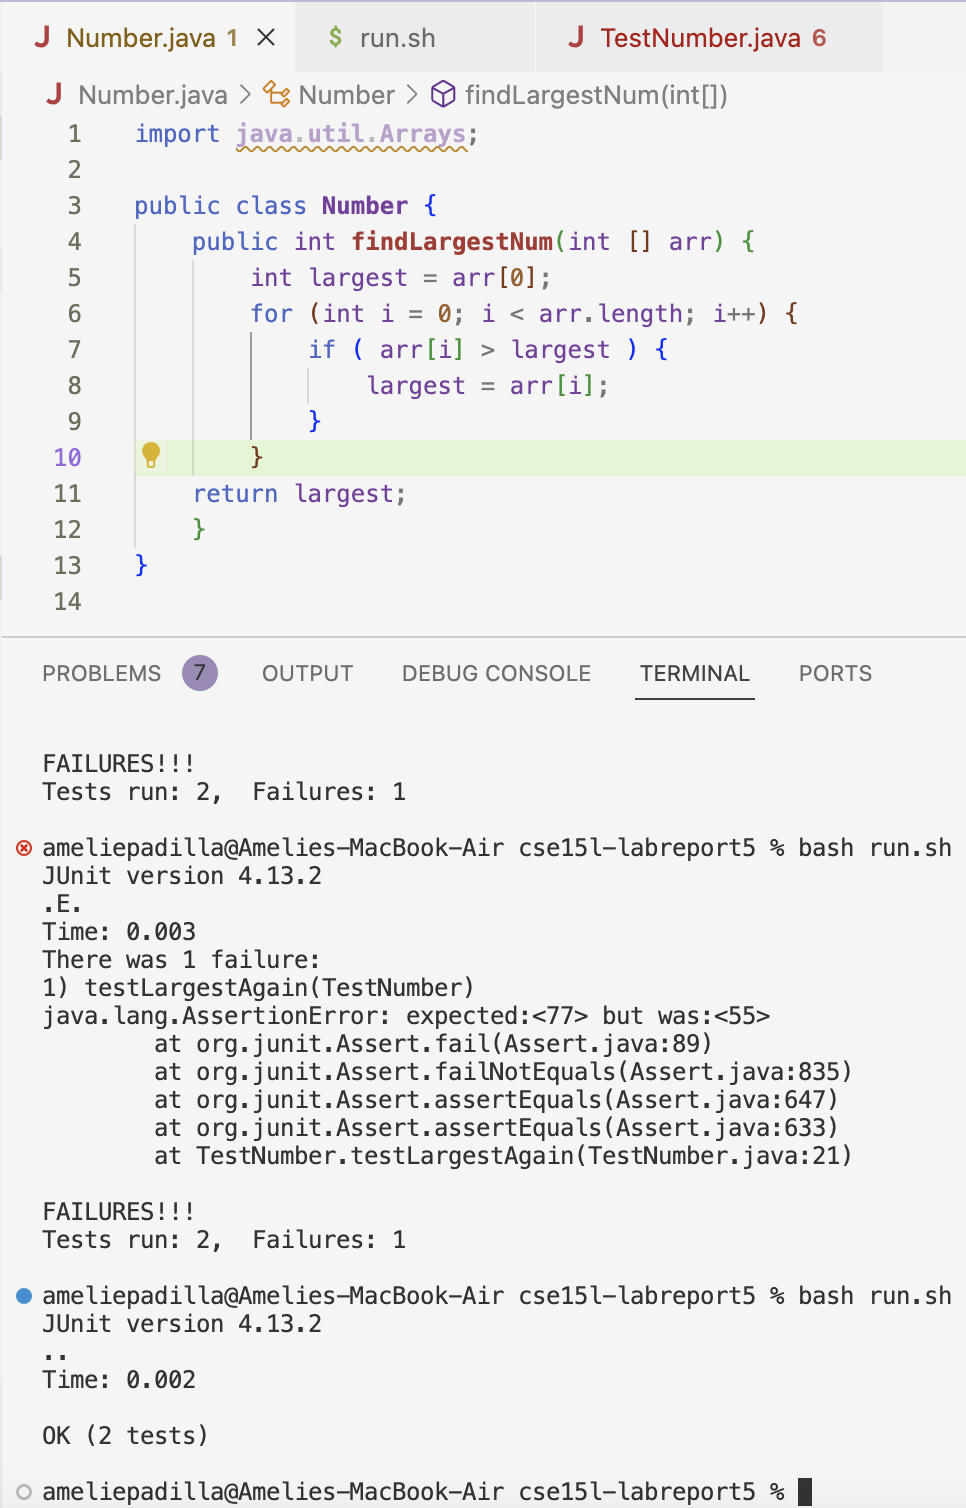 J Number.java 1 × $ run.sh J TestNumber.java 6
J Number.java > Number > findLargestNum(int[])
1 import java.util.Arrays;
2
3 public class Number {
4 public int findLargestNum(int [] arr) {
5 int largest = arr[0];
6 for (int i = 0; i < arr.length; i++) {
7 if ( arr[i] > largest ) {
8 largest = arr[i];
9 }
10 }
11 return largest;
12 }
13 }
14
PROBLEMS 7 OUTPUT DEBUG CONSOLE TERMINAL PORTS
FAILURES!!!
Tests run: 2,  Failures: 1
ameliepadilla@Amelies-MacBook-Air cse15l-labreport5 % bash run.sh
JUnit version 4.13.2
.E.
Time: 0.003
There was 1 failure:
1) testLargestAgain(TestNumber)
java.lang.AssertionError: expected:<77> but was:<55>
at org.junit.Assert.fail(Assert.java:89)
at org.junit.Assert.failNotEquals(Assert.java:835)
at org.junit.Assert.assertEquals(Assert.java:647)
at org.junit.Assert.assertEquals(Assert.java:633)
at TestNumber.testLargestAgain(TestNumber.java:21)
FAILURES!!!
Tests run: 2,  Failures: 1
ameliepadilla@Amelies-MacBook-Air cse15l-labreport5 % bash run.sh
JUnit version 4.13.2
..
Time: 0.002
OK (2 tests)
ameliepadilla@Amelies-MacBook-Air cse15l-labreport5 %